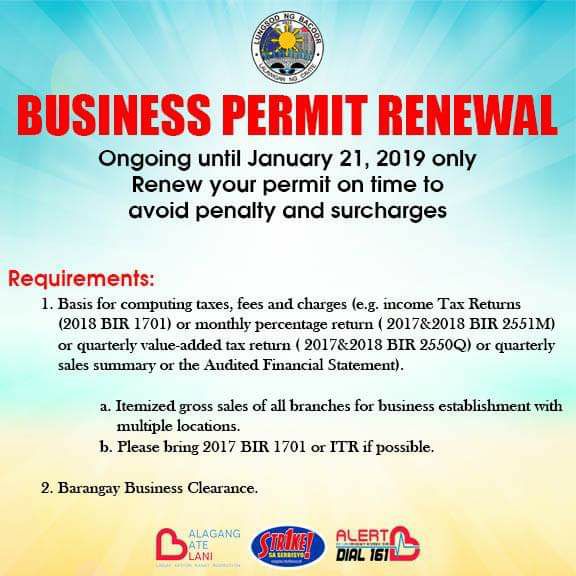 LUNGSOD NG BACOOR
LALAWIGAN NG CAVITE
BUSINESS PERMIT RENEWAL
Ongoing until January 21, 2019 only
Renew your permit on time to
avoid penalty and surcharges
Requirements:
1. Basis for computing taxes, fees and charges (e.g. income Tax Returns
(2018 BIR 1701) or monthly percentage return ( 2017&2018 BIR 2551M)
or quarterly value-added tax return ( 2017&2018 BIR 2550Q) or quarterly
sales summary or the Audited Financial Statement).
a. Itemized gross sales of all branches for business establishment with
multiple locations.
b. Please bring 2017 BIR 1701 or ITR if possible.
2. Barangay Business Clearance.
ALAGANG
ATE
LANI
STRIKE!
SA SERBISYO!
ALERT
DIAL 161